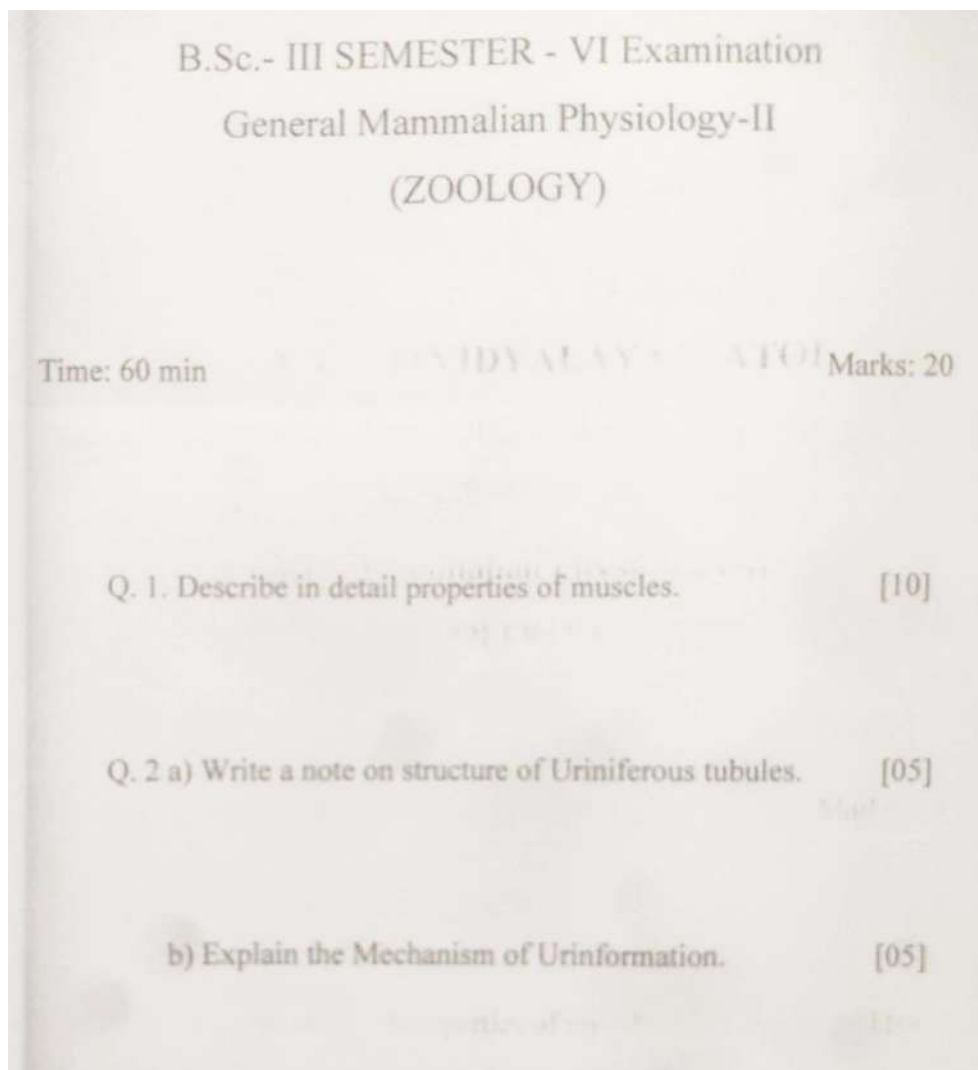 B.Sc.- III SEMESTER - VI Examination
General Mammalian Physiology-II
(ZOOLOGY)
Time: 60 min Marks: 20
Q. 1. Describe in detail properties of muscles. [10]
Q. 2 a) Write a note on structure of Uriniferous tubules. [05]
b) Explain the Mechanism of Urinformation. [05]